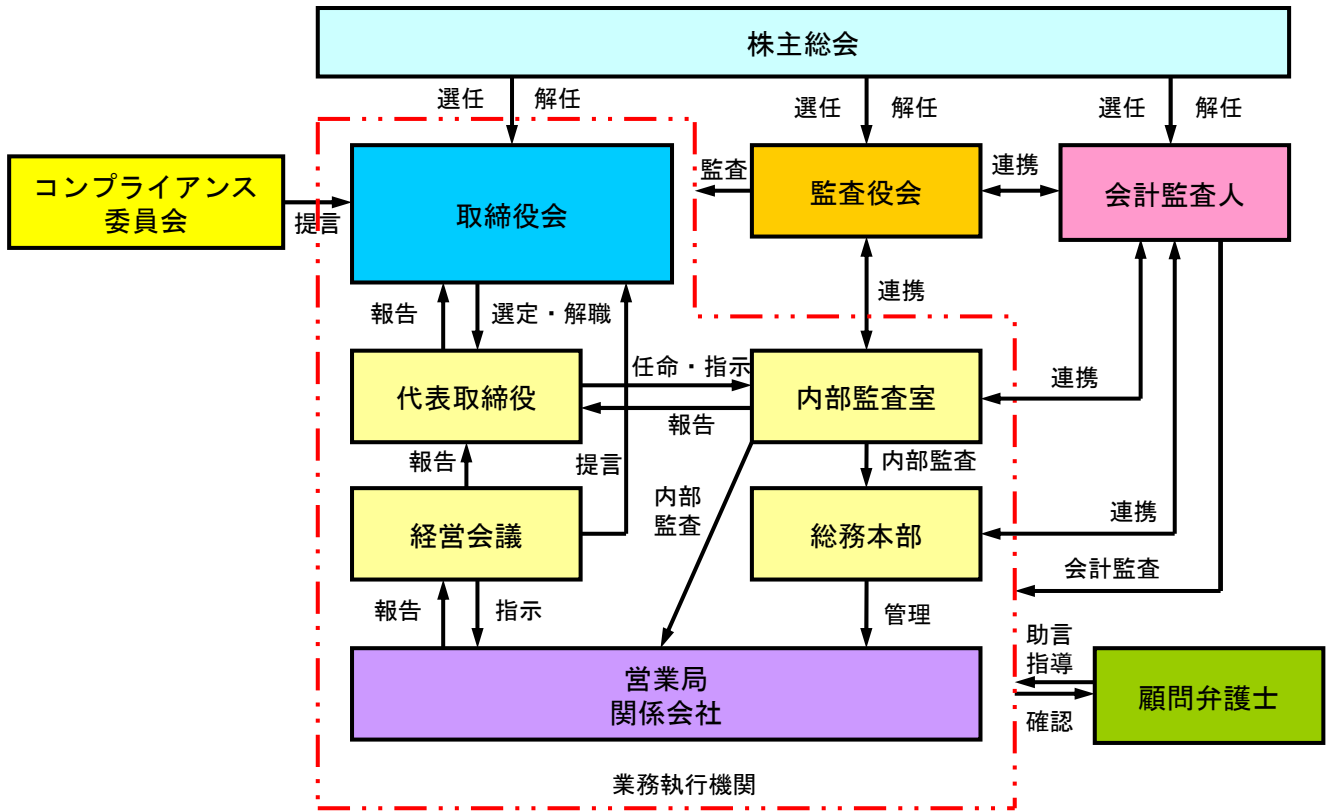 株主総会
選任
解任
選任
解任
選任
解任
コンプライアンス
委員会
提言
取締役会
監査
監査役会
連携
会計監査人
報告
選定・解職
連携
代表取締役
任命・指示
報告
内部監査室
連携
報告
提言
内部
監査
内部監査
経営会議
総務本部
連携
会計監査
報告
指示
管理
営業局
関係会社
助言
指導
確認
顧問弁護士
業務執行機関